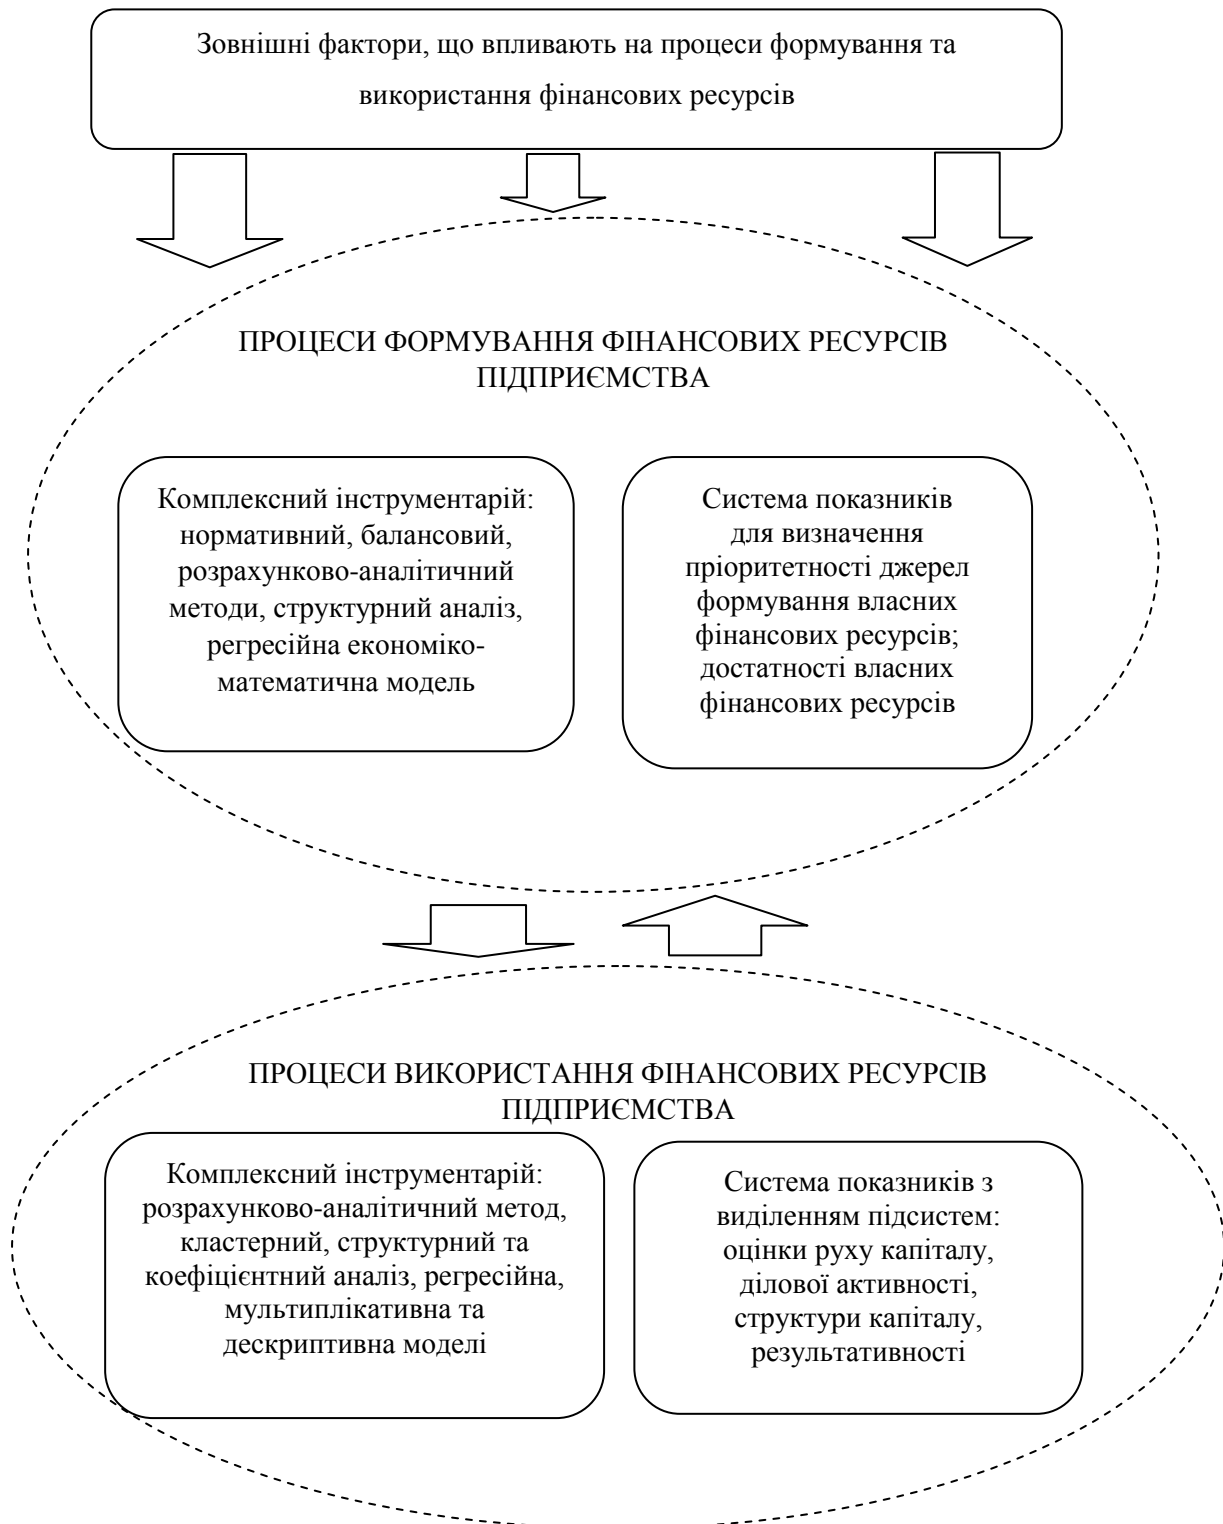 Зовнішні фактори, що впливають на процеси формування та
використання фінансових ресурсів
ПРОЦЕСИ ФОРМУВАННЯ ФІНАНСОВИХ РЕСУРСІВ
ПІДПРИЄМСТВА
Комплексний інструментарій:
нормативний, балансовий,
розрахунково-аналітичний
методи, структурний аналіз,
регресійна економіко-
математична модель
Система показників
для визначення
пріоритетності джерел
формування власних
фінансових ресурсів;
достатності власних
фінансових ресурсів
ПРОЦЕСИ ВИКОРИСТАННЯ ФІНАНСОВИХ РЕСУРСІВ
ПІДПРИЄМСТВА
Комплексний інструментарій:
розрахунково-аналітичний метод,
кластерний, структурний та
коефіцієнтний аналіз, регресійна,
мультиплікативна та
дескриптивна моделі
Система показників з
виділенням підсистем:
оцінки руху капіталу,
ділової активності,
структури капіталу,
результативності